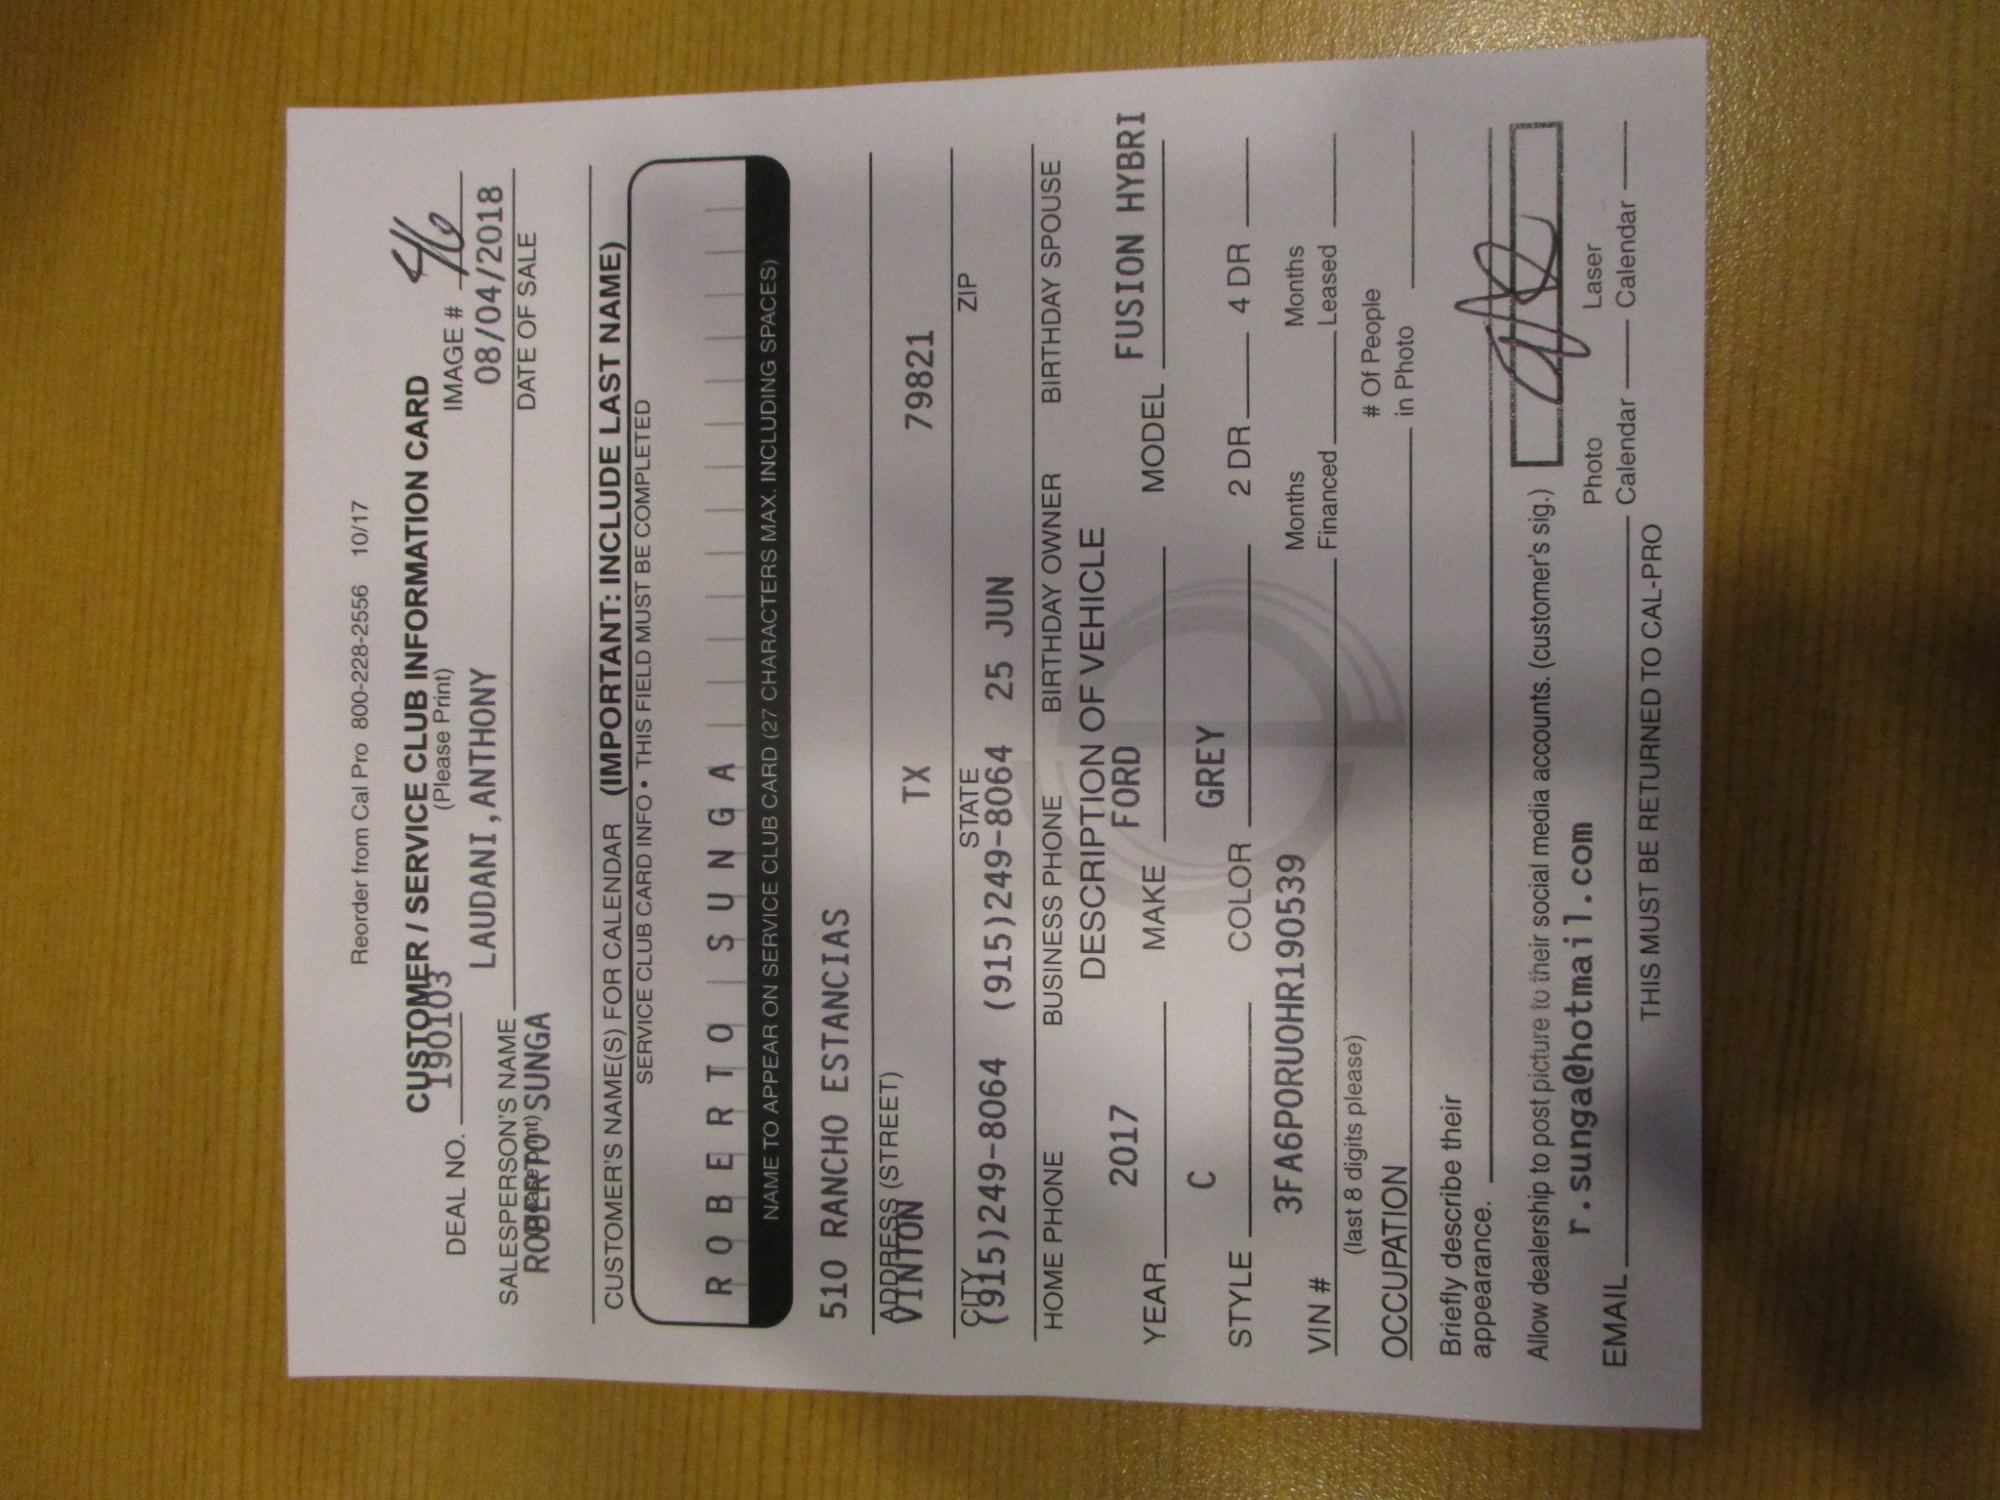 Reorder from Cal Pro 800-228-2556 10/17
CUSTOMER / SERVICE CLUB INFORMATION CARD
(Please Print)
DEAL NO. 1901103 IMAGE # 46
LAUDANI,ANTHONY 08/04/2018
SALESPERSON'S NAME DATE OF SALE
(Please Print)
ROBERTO SUNGA
CUSTOMER'S NAME(S) FOR CALENDAR (IMPORTANT: INCLUDE LAST NAME)
SERVICE CLUB CARD INFO • THIS FIELD MUST BE COMPLETED
R O B E R T O S U N G A
NAME TO APPEAR ON SERVICE CLUB CARD (27 CHARACTERS MAX. INCLUDING SPACES)
510 RANCHO ESTANCIAS
ADDRESS (STREET)
VINTON TX 79821
CITY STATE ZIP
(915)249-8064 (915)249-8064 25 JUN
HOME PHONE BUSINESS PHONE BIRTHDAY OWNER BIRTHDAY SPOUSE
DESCRIPTION OF VEHICLE
YEAR 2017 MAKE FORD MODEL FUSION HYBRI
STYLE C COLOR GREY 2 DR 4 DR
VIN # 3FA6P0RU0HR190539 Months Financed Months Leased
(last 8 digits please)
OCCUPATION # Of People in Photo
Briefly describe their
appearance.
Allow dealership to post picture to their social media accounts. (customer's sig.)
EMAIL r.sunga@hotmail.com Photo Calendar Laser Calendar
THIS MUST BE RETURNED TO CAL-PRO